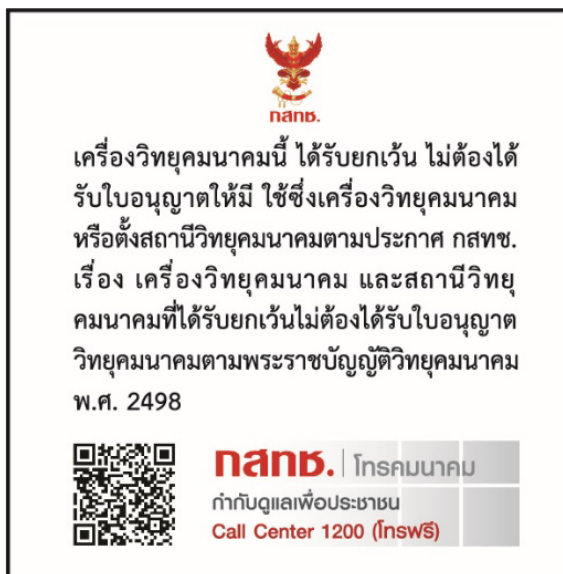 กสทช.
เครื่องวิทยุคมนาคมนี้ ได้รับยกเว้น ไม่ต้องได้
รับใบอนุญาตให้มี ใช้ซึ่งเครื่องวิทยุคมนาคม
หรือตั้งสถานีวิทยุคมนาคมตามประกาศ กสทช.
เรื่อง เครื่องวิทยุคมนาคม และสถานีวิทยุ
คมนาคมที่ได้รับยกเว้นไม่ต้องได้รับใบอนุญาต
วิทยุคมนาคมตามพระราชบัญญัติวิทยุคมนาคม
พ.ศ. 2498
กสทช. | โทรคมนาคม
กำกับดูแลเพื่อประชาชน
Call Center 1200 (โทรฟรี)